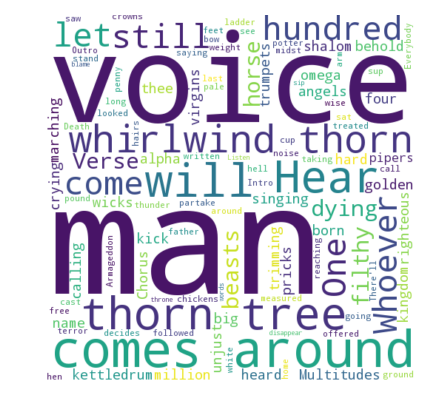 saw crowns ladder Outro feet see Everybody
let still bow weight potter arm
hundred
penny stand midst
blame saying horse shalom behold
voice
long last thee pale omega sup
looked trumpets angels
virgins wise sat treated four
Death hairs
whirlwind thorn
crying marching written Listen sip cup noise
Verse alpha hard pipers
come will Hear taking call
hell Intro golden
wicks singing
pound thunder partake around
dying
Whoever
calling Chorus father kick trimming born
man
Armageddon beasts pricks One reaching There'll
filthy kingdom righteous
name throne chickens words measured
cast big going
thorn tree
free terror decides followed white unjust offered
comes around
hen kettledrum million heard home Multitudes disappear ground